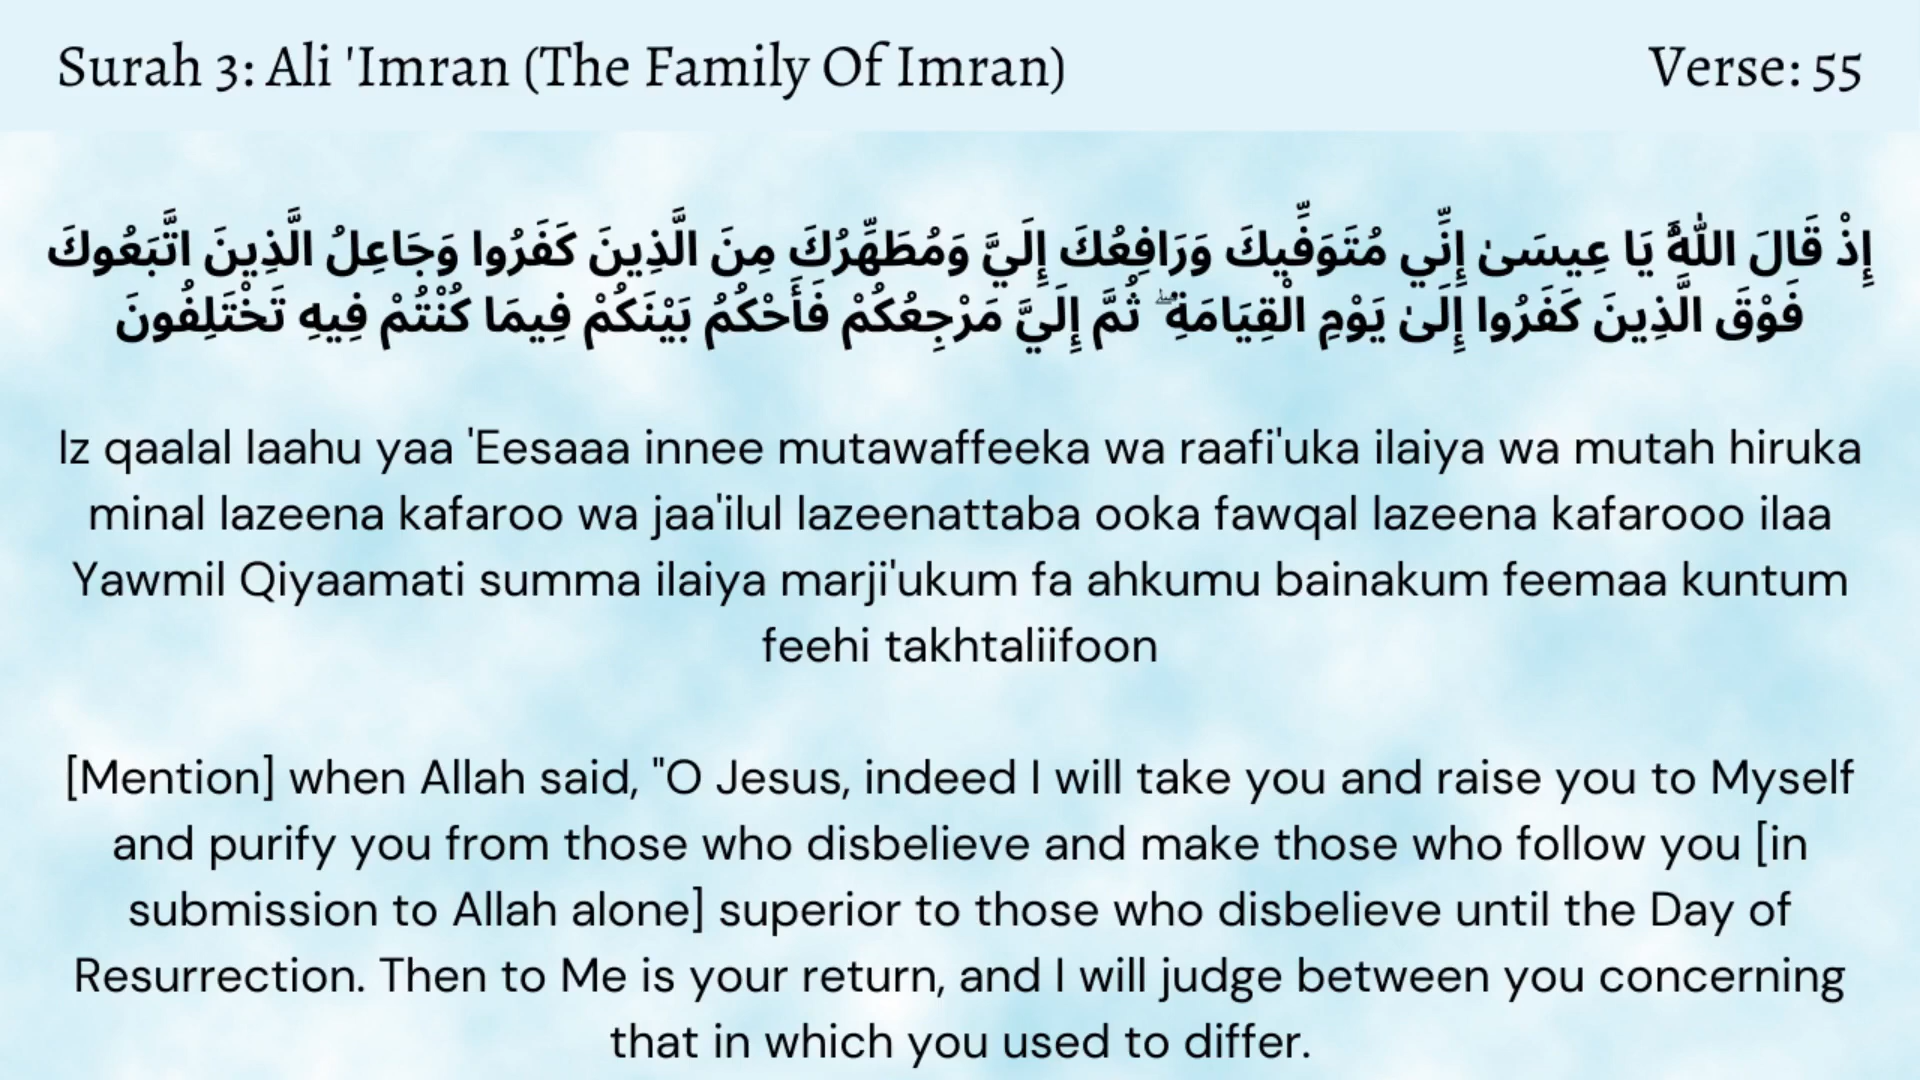 Surah 3: Ali 'Imran (The Family Of Imran)
Verse: 55
إِذْ قَالَ اللَّهُ يَا عِيسَىٰ إِنِّي مُتَوَفِّيكَ وَرَافِعُكَ إِلَيَّ وَمُطَهِّرُكَ مِنَ الَّذِينَ كَفَرُوا وَجَاعِلُ الَّذِينَ اتَّبَعُوكَ
فَوْقَ الَّذِينَ كَفَرُوا إِلَىٰ يَوْمِ الْقِيَامَةِ ۖ ثُمَّ إِلَيَّ مَرْجِعُكُمْ فَأَحْكُمُ بَيْنَكُمْ فِيمَا كُنْتُمْ فِيهِ تَخْتَلِفُونَ
Iz qaalal laahu yaa 'Eesaaa innee mutawaffeeka wa raafi'uka ilaiya wa mutah hiruka
minal lazeena kafaroo wa jaa'ilul lazeenattaba ooka fawqal lazeena kafarooo ilaa
Yawmil Qiyaamati summa ilaiya marji'ukum fa ahkumu bainakum feemaa kuntum
feehi takhtaliifoon
[Mention] when Allah said, "O Jesus, indeed I will take you and raise you to Myself
and purify you from those who disbelieve and make those who follow you [in
submission to Allah alone] superior to those who disbelieve until the Day of
Resurrection. Then to Me is your return, and I will judge between you concerning
that in which you used to differ.